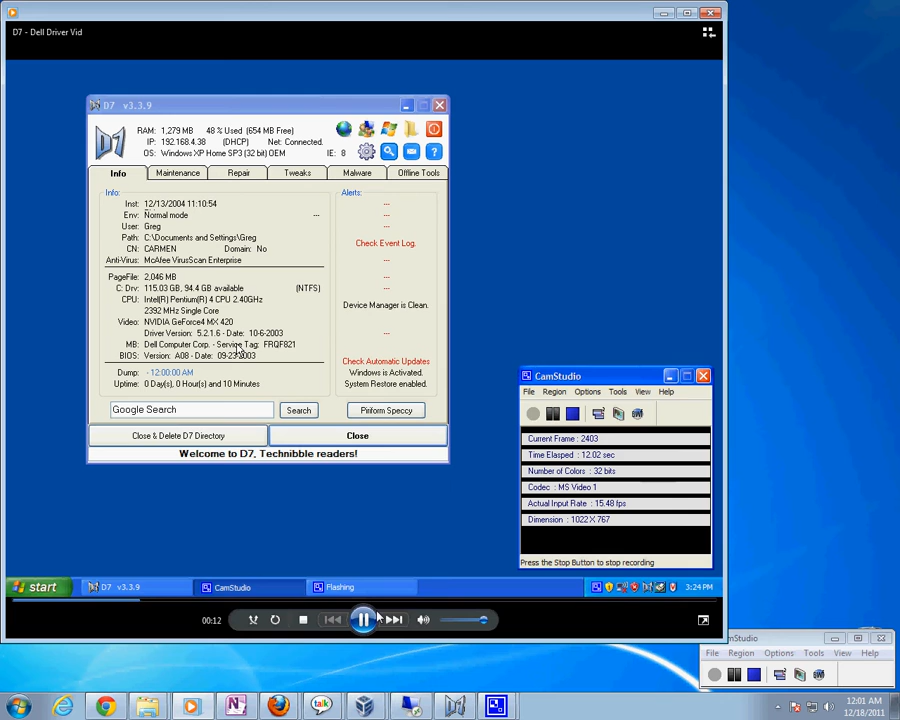 D7 - Dell Driver Vid
D7 v3.3.9
D7
RAM: 1,279 MB 48 % Used (654 MB Free)
IP: 192.168.4.38 (DHCP) Net: Connected.
OS: Windows XP Home SP3 (32 bit) OEM IE: 8
Info Maintenance Repair Tweaks Malware Offline Tools
Info:
Inst: 12/13/2004 11:10:54
Env: Normal mode ...
User: Greg
Path: C:\Documents and Settings\Greg
CN: CARMEN Domain: No
Anti-Virus: McAfee VirusScan Enterprise
PageFile: 2,046 MB
C: Drv: 115.03 GB, 94.4 GB available (NTFS)
CPU: Intel(R) Pentium(R) 4 CPU 2.40GHz
2392 MHz Single Core
Video: NVIDIA GeForce4 MX 420
Driver Version: 5.2.1.6 - Date: 10-6-2003
MB: Dell Computer Corp. - Service Tag: FRQF821
BIOS: Version: A08 - Date: 09-23-2003
Dump: - 12:00:00 AM
Uptime: 0 Day(s), 0 Hour(s) and 10 Minutes
Alerts:
...
...
...
Check Event Log.
...
...
...
Device Manager is Clean.
...
Check Automatic Updates
Windows is Activated.
System Restore enabled.
Google Search Search Piriform Speccy
Close & Delete D7 Directory Close
Welcome to D7, Technibble readers!
CamStudio
File Region Options Tools View Help
Current Frame : 2403
Time Elasped : 12.02 sec
Number of Colors : 32 bits
Codec : MS Video 1
Actual Input Rate : 15.48 fps
Dimension : 1022 X 767
Press the Stop Button to stop recording
start D7 v3.3.9 CamStudio Flashing 3:24 PM
00:12
CamStudio
File Region Options Tools View Help
talk
12:01 AM
12/18/2011